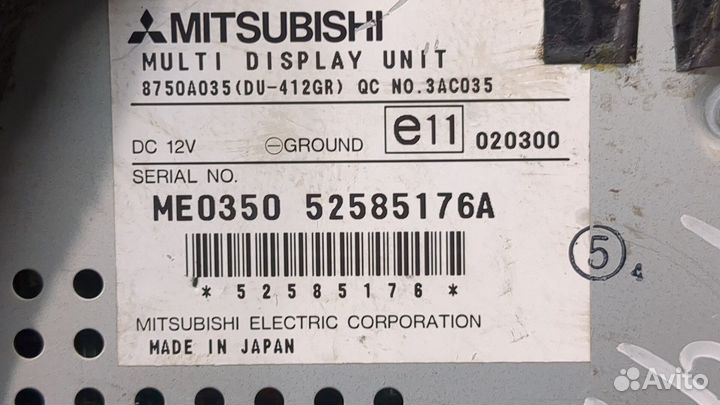 MITSUBISHI
MULTI DISPLAY UNIT
8750A035(DU-412GR) QC NO.3AC035
DC 12V ⊖GROUND e11 020300
SERIAL NO.
ME0350 52585176A
*52585176*
5 4
MITSUBISHI ELECTRIC CORPORATION
MADE IN JAPAN
Avito